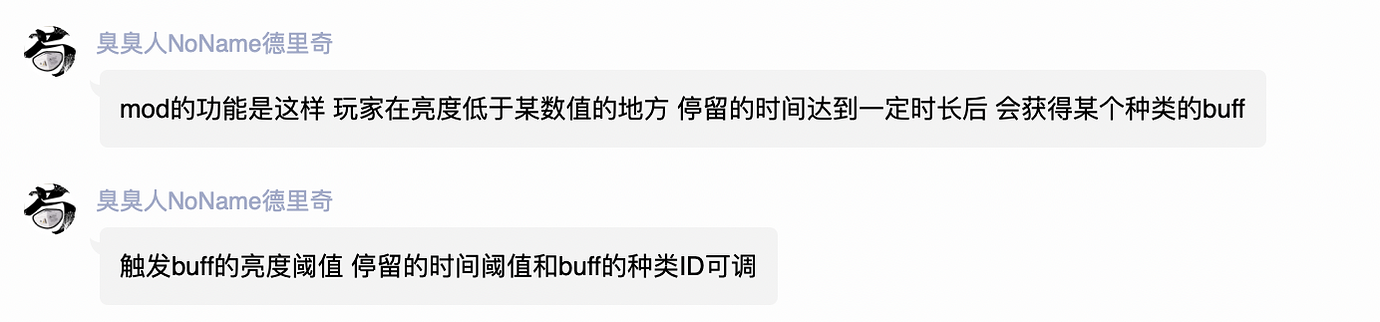 臭臭人NoName德里奇
mod的功能是这样 玩家在亮度低于某数值的地方 停留的时间达到一定时长后 会获得某个种类的buff
臭臭人NoName德里奇
触发buff的亮度阈值 停留的时间阈值和buff的种类ID可调